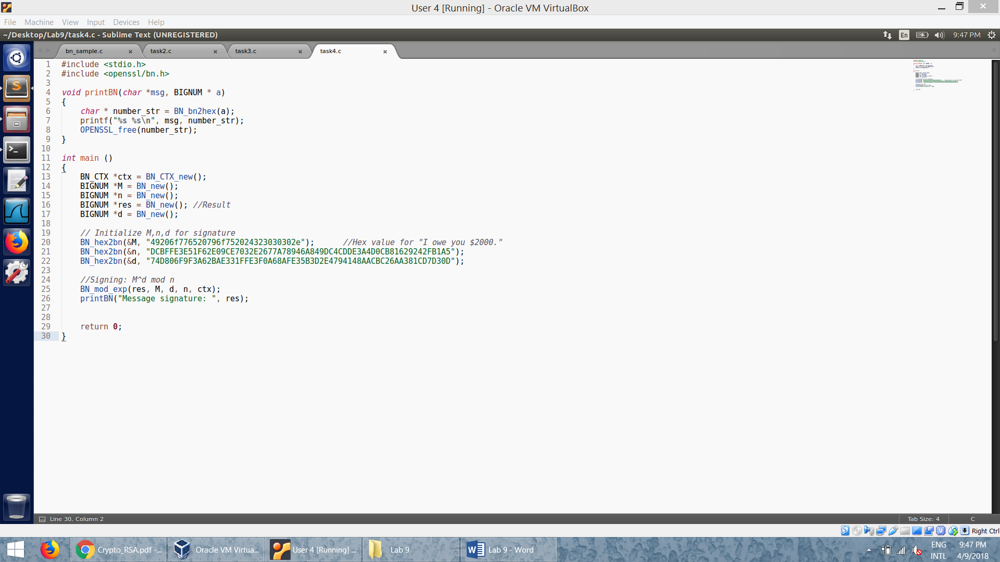 User 4 [Running] - Oracle VM VirtualBox
File Machine View Input Devices Help
~/Desktop/Lab9/task4.c - Sublime Text (UNREGISTERED)
En
9:47 PM
bn_sample.c × task2.c × task3.c × task4.c ×
1 #include <stdio.h>
2 #include <openssl/bn.h>
3
4 void printBN(char *msg, BIGNUM * a)
5 {
6     char * number_str = BN_bn2hex(a);
7     printf("%s %s\n", msg, number_str);
8     OPENSSL_free(number_str);
9 }
10
11 int main ()
12 {
13     BN_CTX *ctx = BN_CTX_new();
14     BIGNUM *M = BN_new();
15     BIGNUM *n = BN_new();
16     BIGNUM *res = BN_new(); //Result
17     BIGNUM *d = BN_new();
18
19     // Initialize M,n,d for signature
20     BN_hex2bn(&M, "49206f776520796f752024323030302e");      //Hex value for "I owe you $2000."
21     BN_hex2bn(&n, "DCBFFE3E51F62E09CE7032E2677A78946A849DC4CDDE3A4D0CB81629242FB1A5");
22     BN_hex2bn(&d, "74D806F9F3A62BAE331FFE3F0A68AFE35B3D2E4794148AACBC26AA381CD7D30D");
23
24     //Signing: M^d mod n
25     BN_mod_exp(res, M, d, n, ctx);
26     printBN("Message signature: ", res);
27
28
29     return 0;
30 }
Line 30, Column 2
Tab Size: 4
C
Right Ctrl
Crypto_RSA.pdf -...
Oracle VM Virtua...
User 4 [Running] ...
Lab 9
Lab 9 - Word
ENG
INTL
9:47 PM
4/9/2018